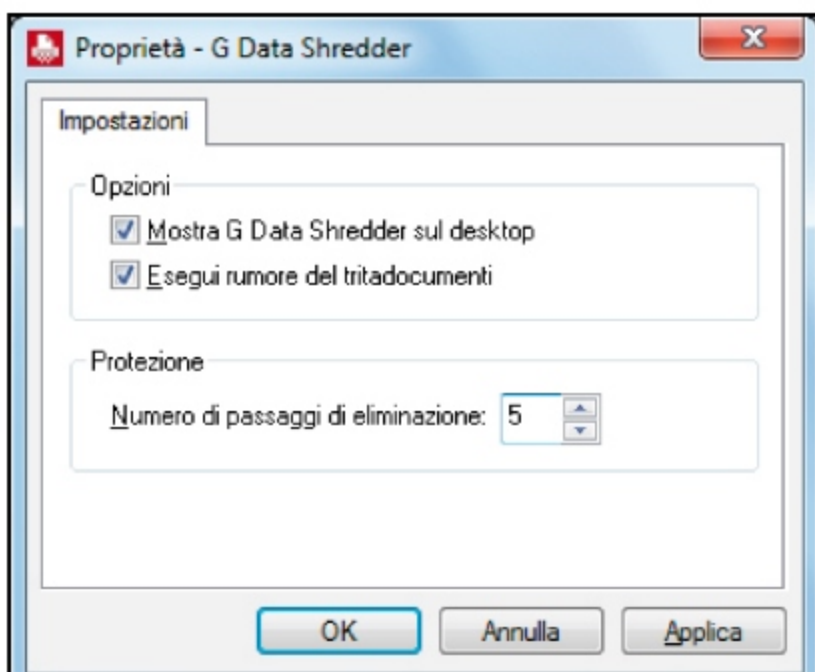 Proprietà - G Data Shredder
Impostazioni
Opzioni
Mostra G Data Shredder sul desktop
Esegui rumore del tritadocumenti
Protezione
Numero di passaggi di eliminazione: 5
OK Annulla Applica